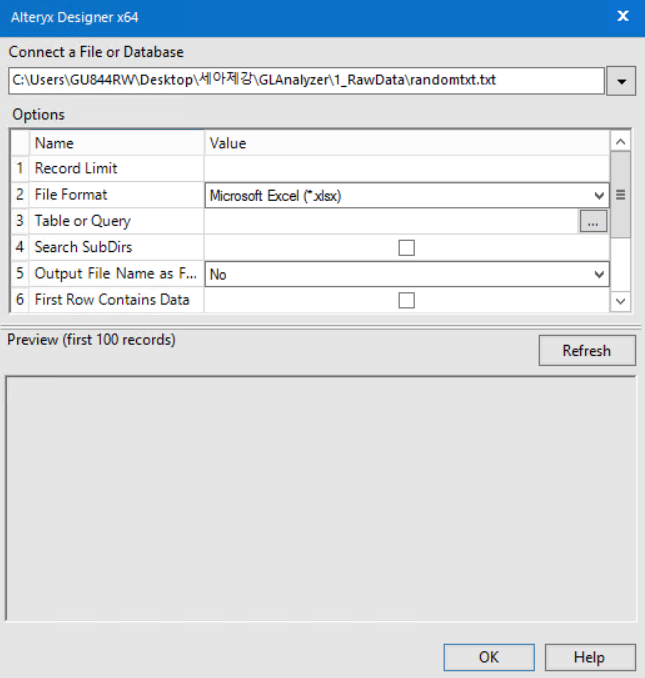 Alteryx Designer x64
x
Connect a File or Database
C:\Users\GU844RW\Desktop\세아제강\GLAnalyzer\1_RawData\randomtxt.txt
Options
Name Value
1 Record Limit
2 File Format Microsoft Excel (*.xlsx)
3 Table or Query ...
4 Search SubDirs
5 Output File Name as F... No
6 First Row Contains Data
Preview (first 100 records)
Refresh
OK Help